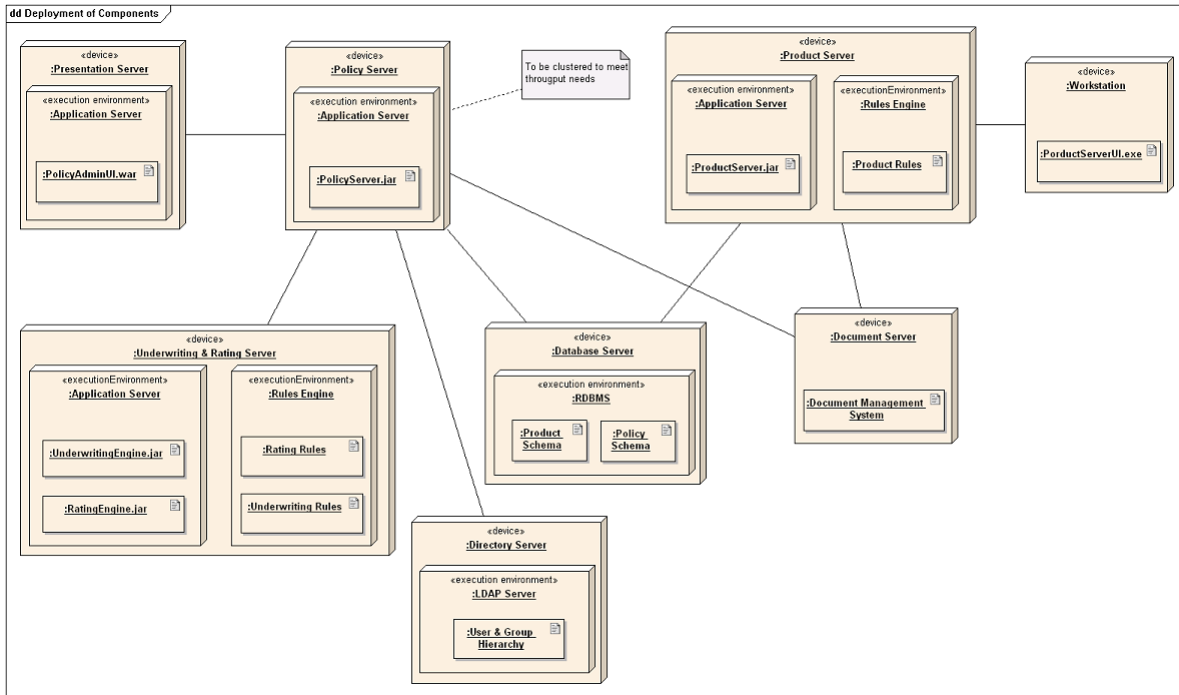 dd Deployment of Components
«device»
:Presentation Server
«execution environment»
:Application Server
:PolicyAdminUI.war
«device»
:Policy Server
«execution environment»
:Application Server
:PolicyServer.jar
To be clustered to meet
througput needs
«device»
:Product Server
«execution environment»
:Application Server
:ProductServer.jar
«executionEnvironment»
:Rules Engine
:Product Rules
«device»
:Workstation
:PorductServerUI.exe
«device»
:Underwriting & Rating Server
«executionEnvironment»
:Application Server
:UnderwritingEngine.jar
:RatingEngine.jar
«executionEnvironment»
:Rules Engine
:Rating Rules
:Underwriting Rules
«device»
:Database Server
«execution environment»
:RDBMS
:Product
Schema
:Policy
Schema
«device»
:Document Server
:Document Management
System
«device»
:Directory Server
«execution environment»
:LDAP Server
:User & Group
Hierarchy